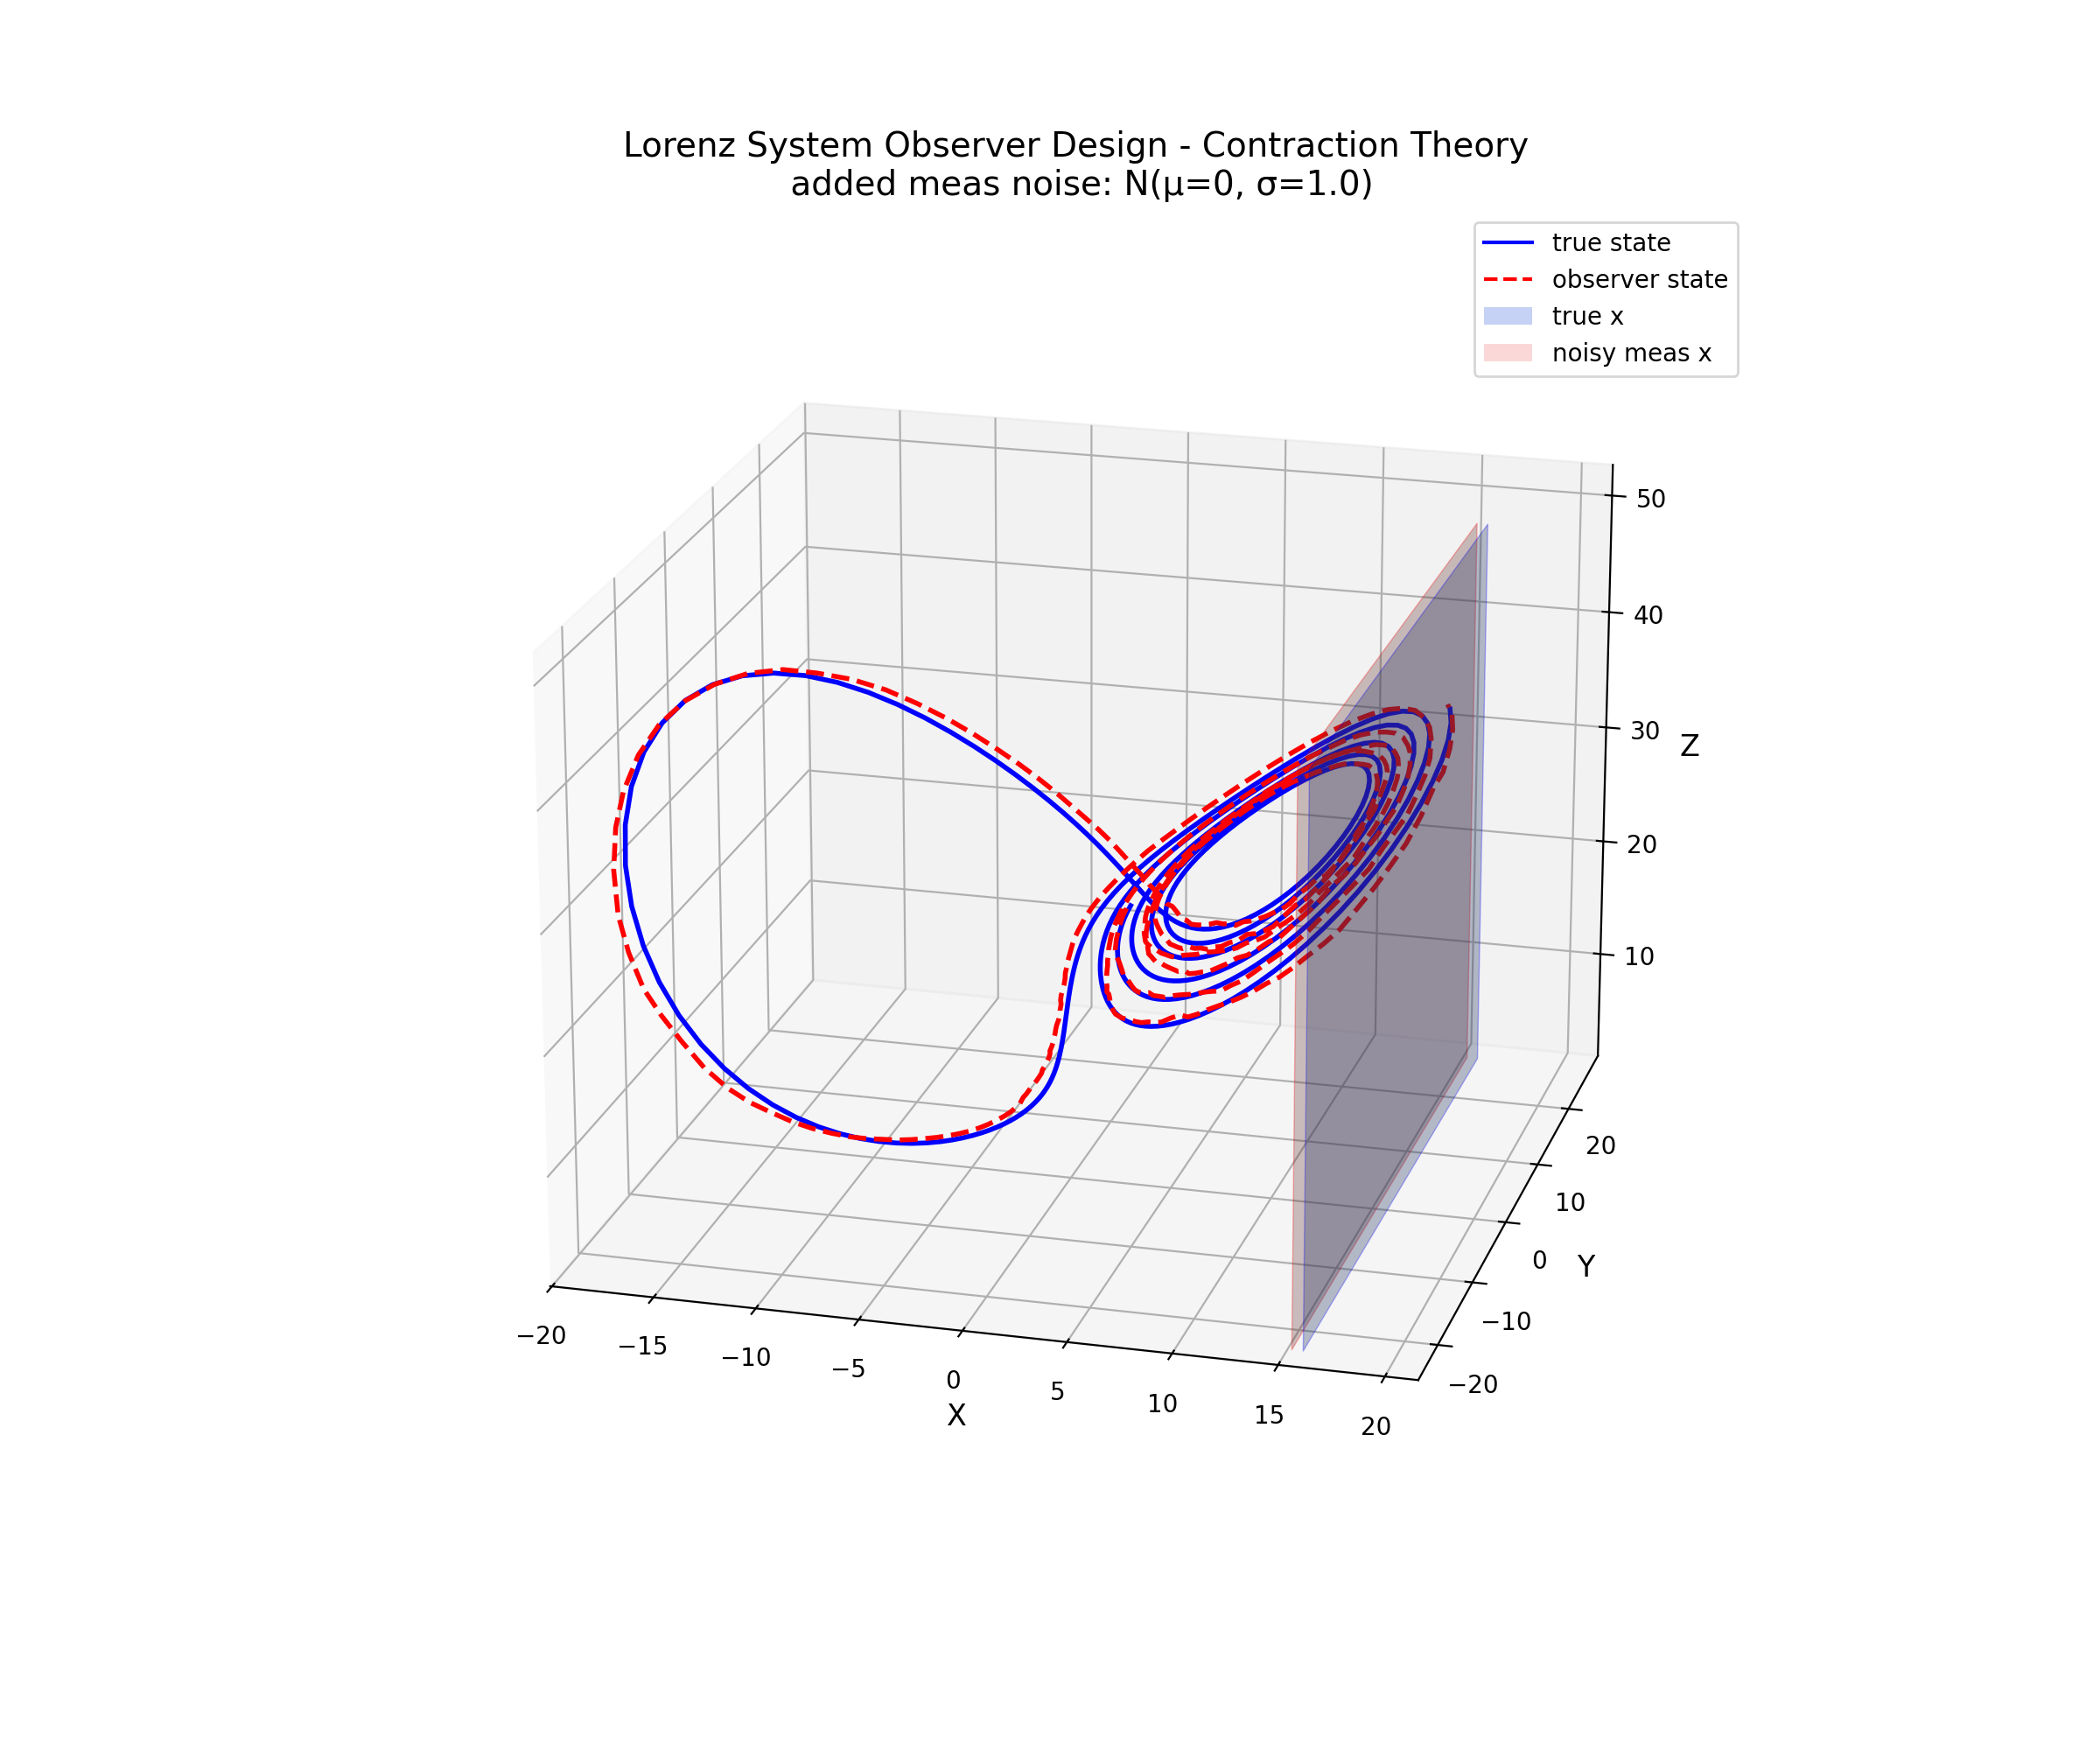 Lorenz System Observer Design - Contraction Theory
added meas noise: N(μ=0, σ=1.0)
true state
observer state
true x
noisy meas x
50
40
30
Z
20
10
20
10
0
Y
−10
−20
−20
−15
−10
−5
0
5
10
15
20
X